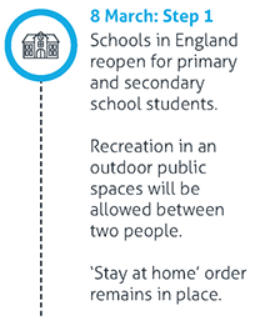 8 March: Step 1
Schools in England
reopen for primary
and secondary
school students.
Recreation in an
outdoor public
spaces will be
allowed between
two people.
‘Stay at home’ order
remains in place.